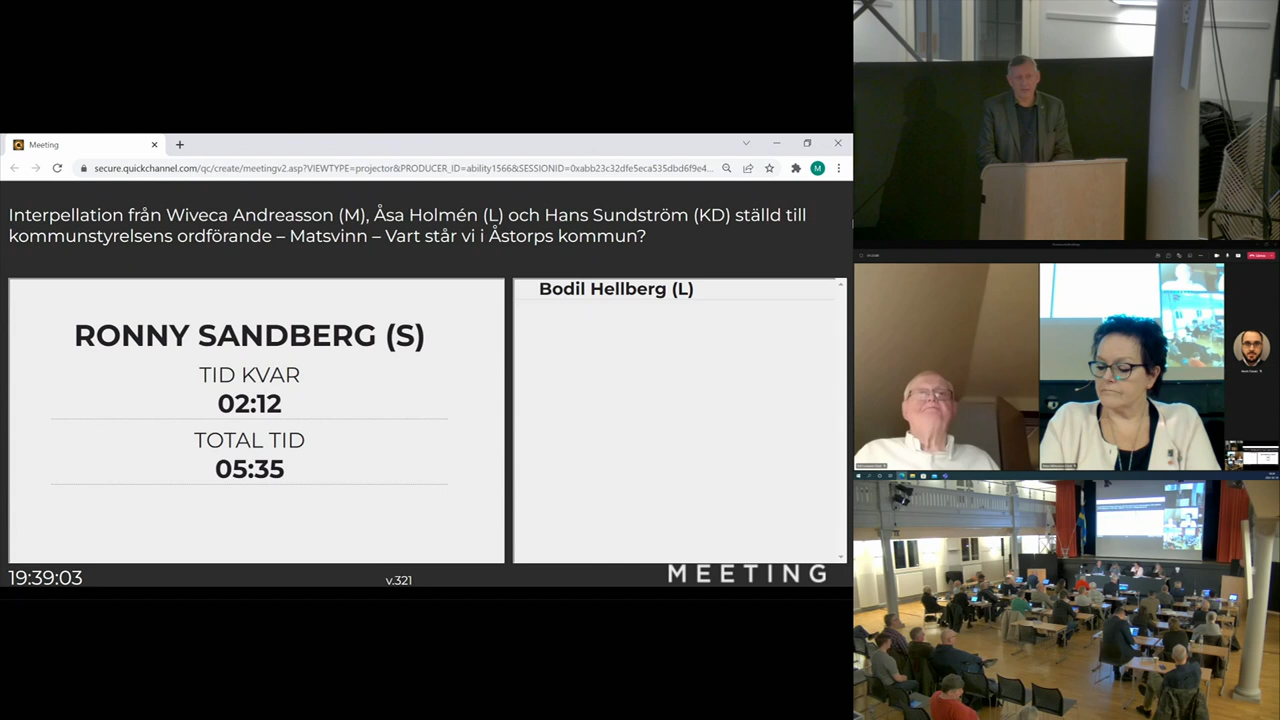 Meeting
secure.quickchannel.com/qc/create/meetingv2.asp?VIEWTYPE=projector&PRODUCER_ID=ability1566&SESSIONID=0xabb23c32dfe5eca535dbd6f9e4...
M
Interpellation från Wiveca Andreasson (M), Åsa Holmén (L) och Hans Sundström (KD) ställd till
kommunstyrelsens ordförande – Matsvinn – Vart står vi i Åstorps kommun?
RONNY SANDBERG (S)
TID KVAR
02:12
TOTAL TID
05:35
Bodil Hellberg (L)
19:39:03
v.321
MEETING